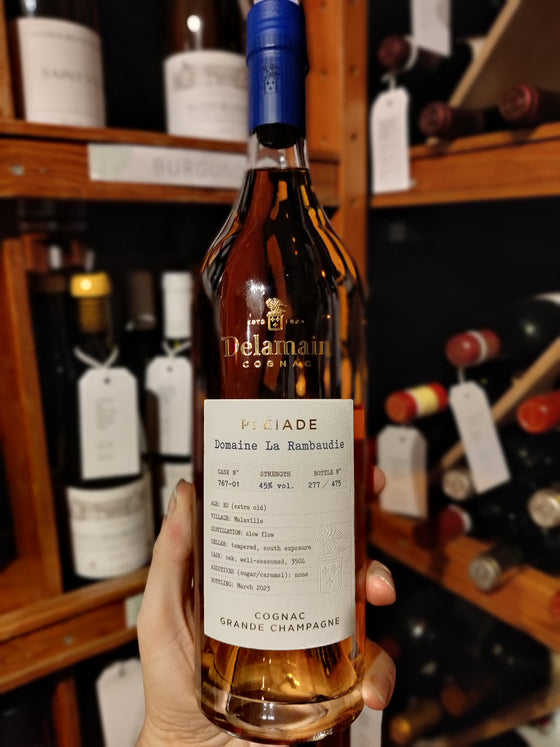 BURGUN
ESTD 1824
Delamain
COGNAC
PLEIADE
Domaine La Rambaudie
CASK N° STRENGTH BOTTLE N°
767-01 45% vol. 277 / 475
AGE: XO (extra old)
VILLAGE: Malaville
DISTILLATION: slow flow
CELLAR: tempered, south exposure
CASK: oak, well-seasoned, 350L
ADDITIVES (sugar/caramel): none
BOTTLING: March 2023
COGNAC
GRANDE CHAMPAGNE